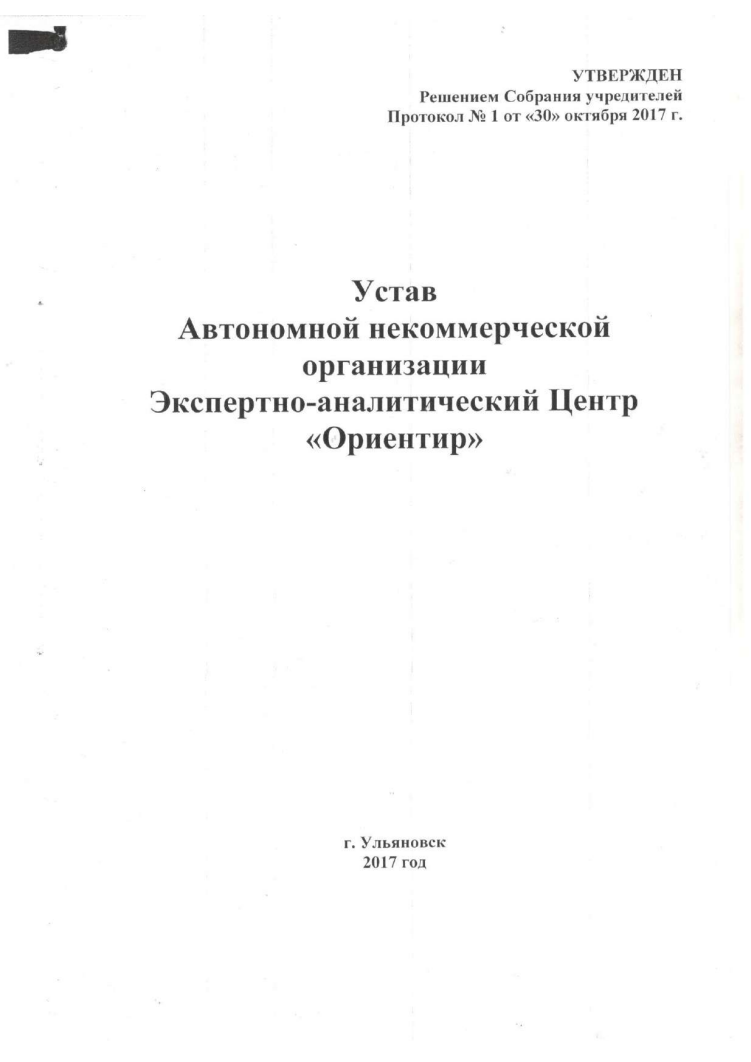 УТВЕРЖДЕН
Решением Собрания учредителей
Протокол № 1 от «30» октября 2017 г.
Устав
Автономной некоммерческой
организации
Экспертно-аналитический Центр
«Ориентир»
г. Ульяновск
2017 год